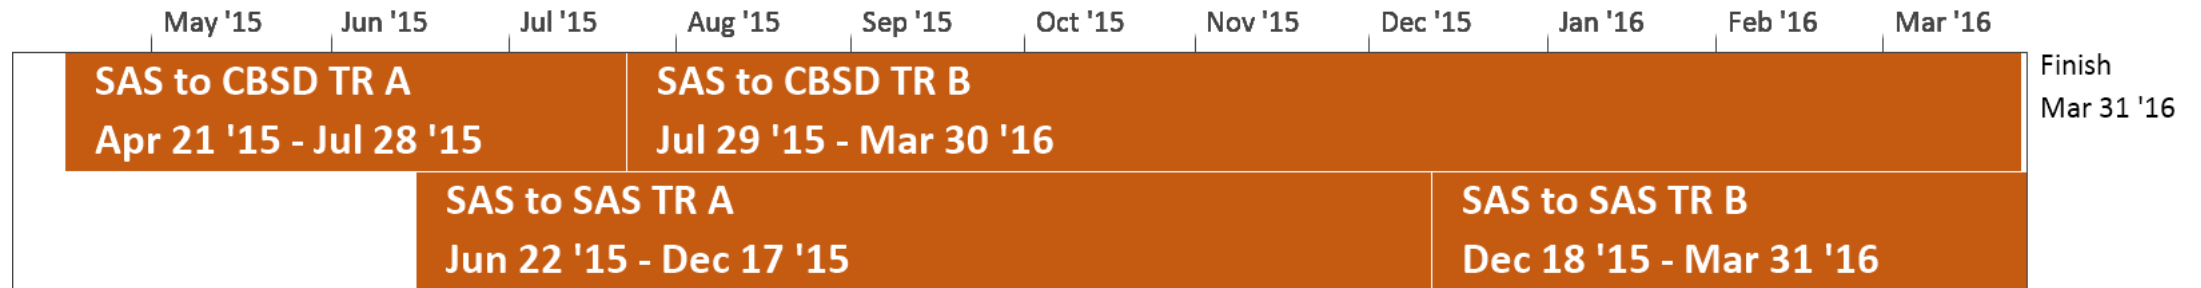 May '15 Jun '15 Jul '15 Aug '15 Sep '15 Oct '15 Nov '15 Dec '15 Jan '16 Feb '16 Mar '16
SAS to CBSD TR A
Apr 21 '15 - Jul 28 '15
SAS to CBSD TR B
Jul 29 '15 - Mar 30 '16
Finish
Mar 31 '16
SAS to SAS TR A
Jun 22 '15 - Dec 17 '15
SAS to SAS TR B
Dec 18 '15 - Mar 31 '16